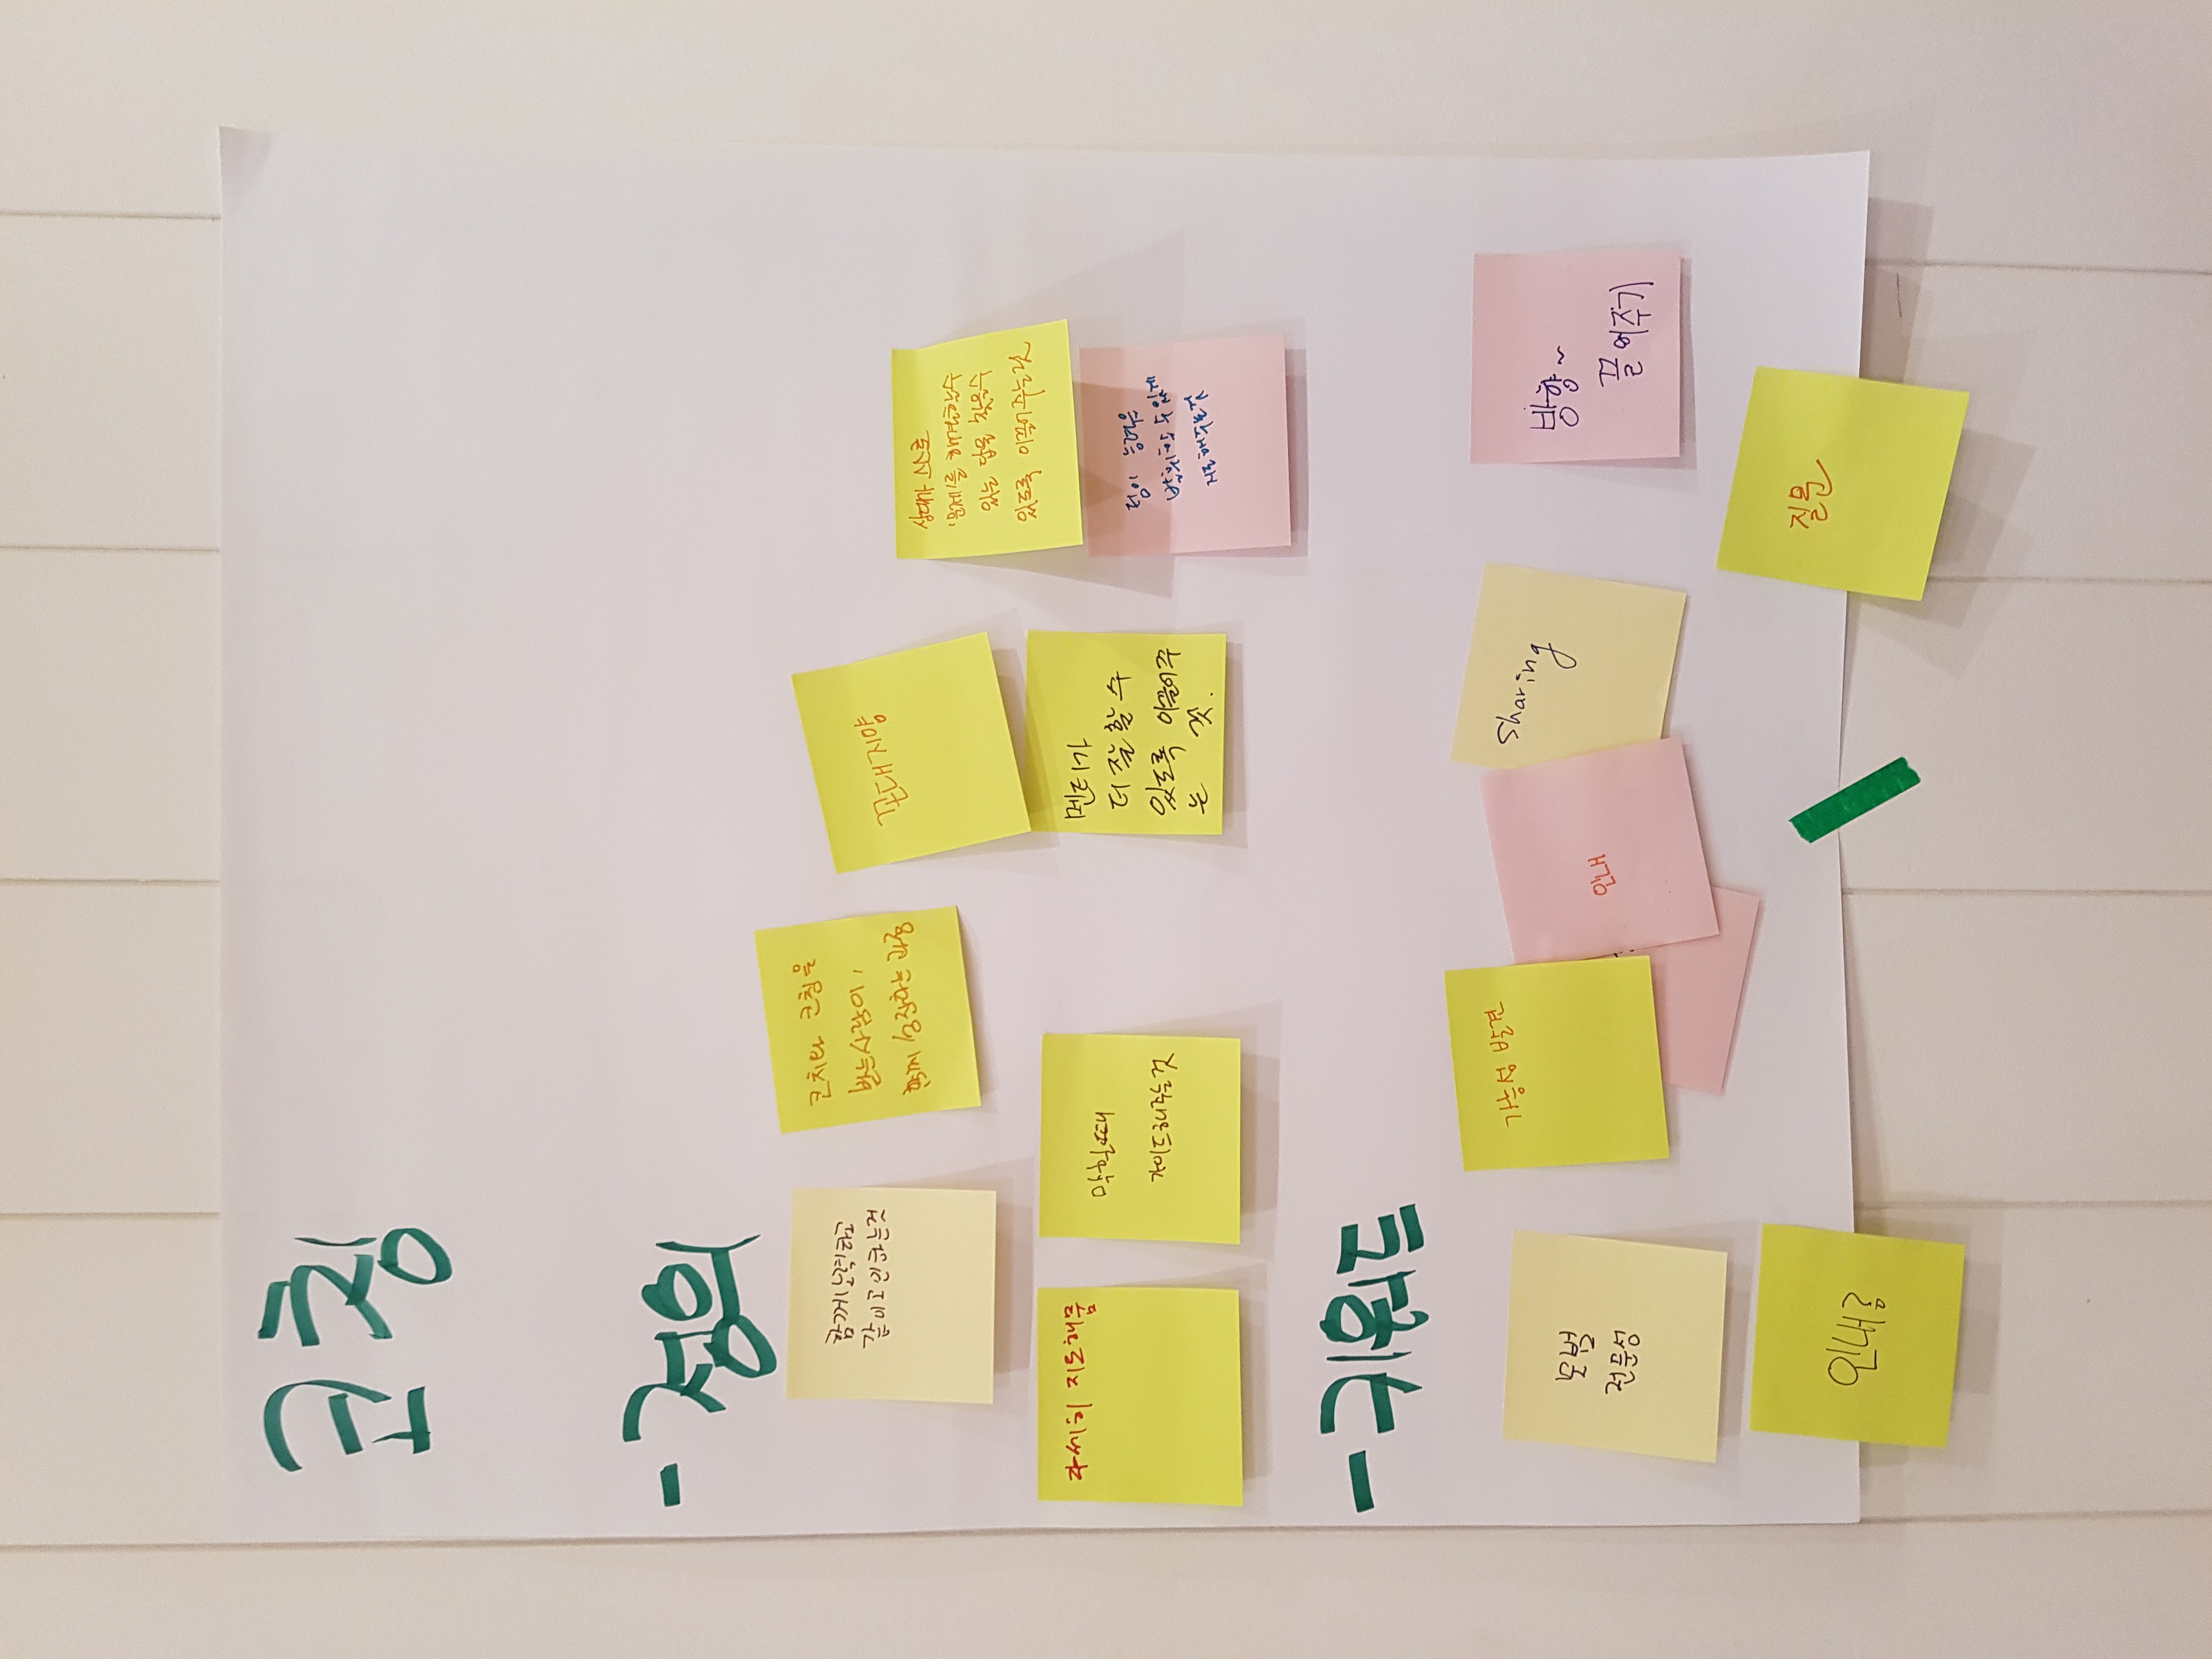 코칭
- 정의
함께노력하고
같이고민하는것
코치와 코칭을
받는사람이,
함께 성장하는 과정
꼰대지양
상대가 스스로
'문제'를 해결할수
있는 답을 찾을수
있도록 이끌어주는것
자세히 지도해줌
막힐때
가이드해주는것
멘티가
더 잘 할 수
있도록 이끌어주
는 것.
팀이 능력을
발휘할 수 있게
지도해주는것
- 키워드
모범
전문성
가능성 발견
안내
Sharing
방향~
끌어주기
인내
질문